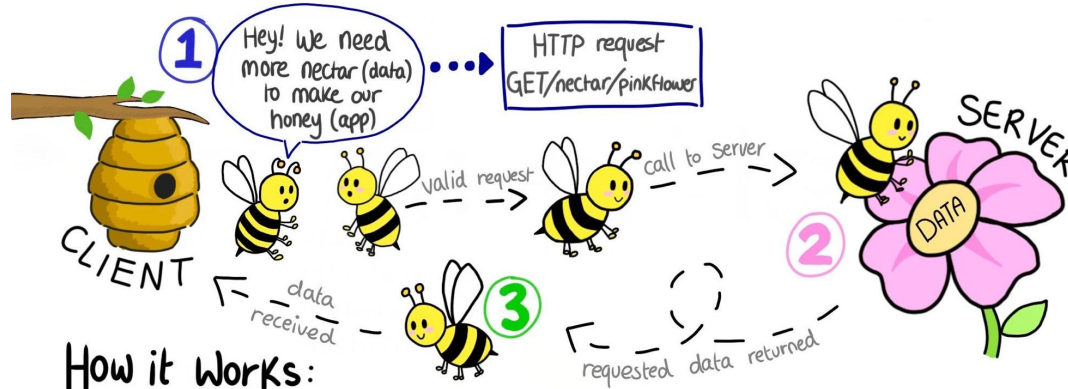 1
Hey! We need
more nectar (data)
to make our
honey (app)
HTTP request
GET/nectar/pinkflower
SERVER
valid request
call to server
DATA
2
CLIENT
data
received
3
requested data returned
How it works: